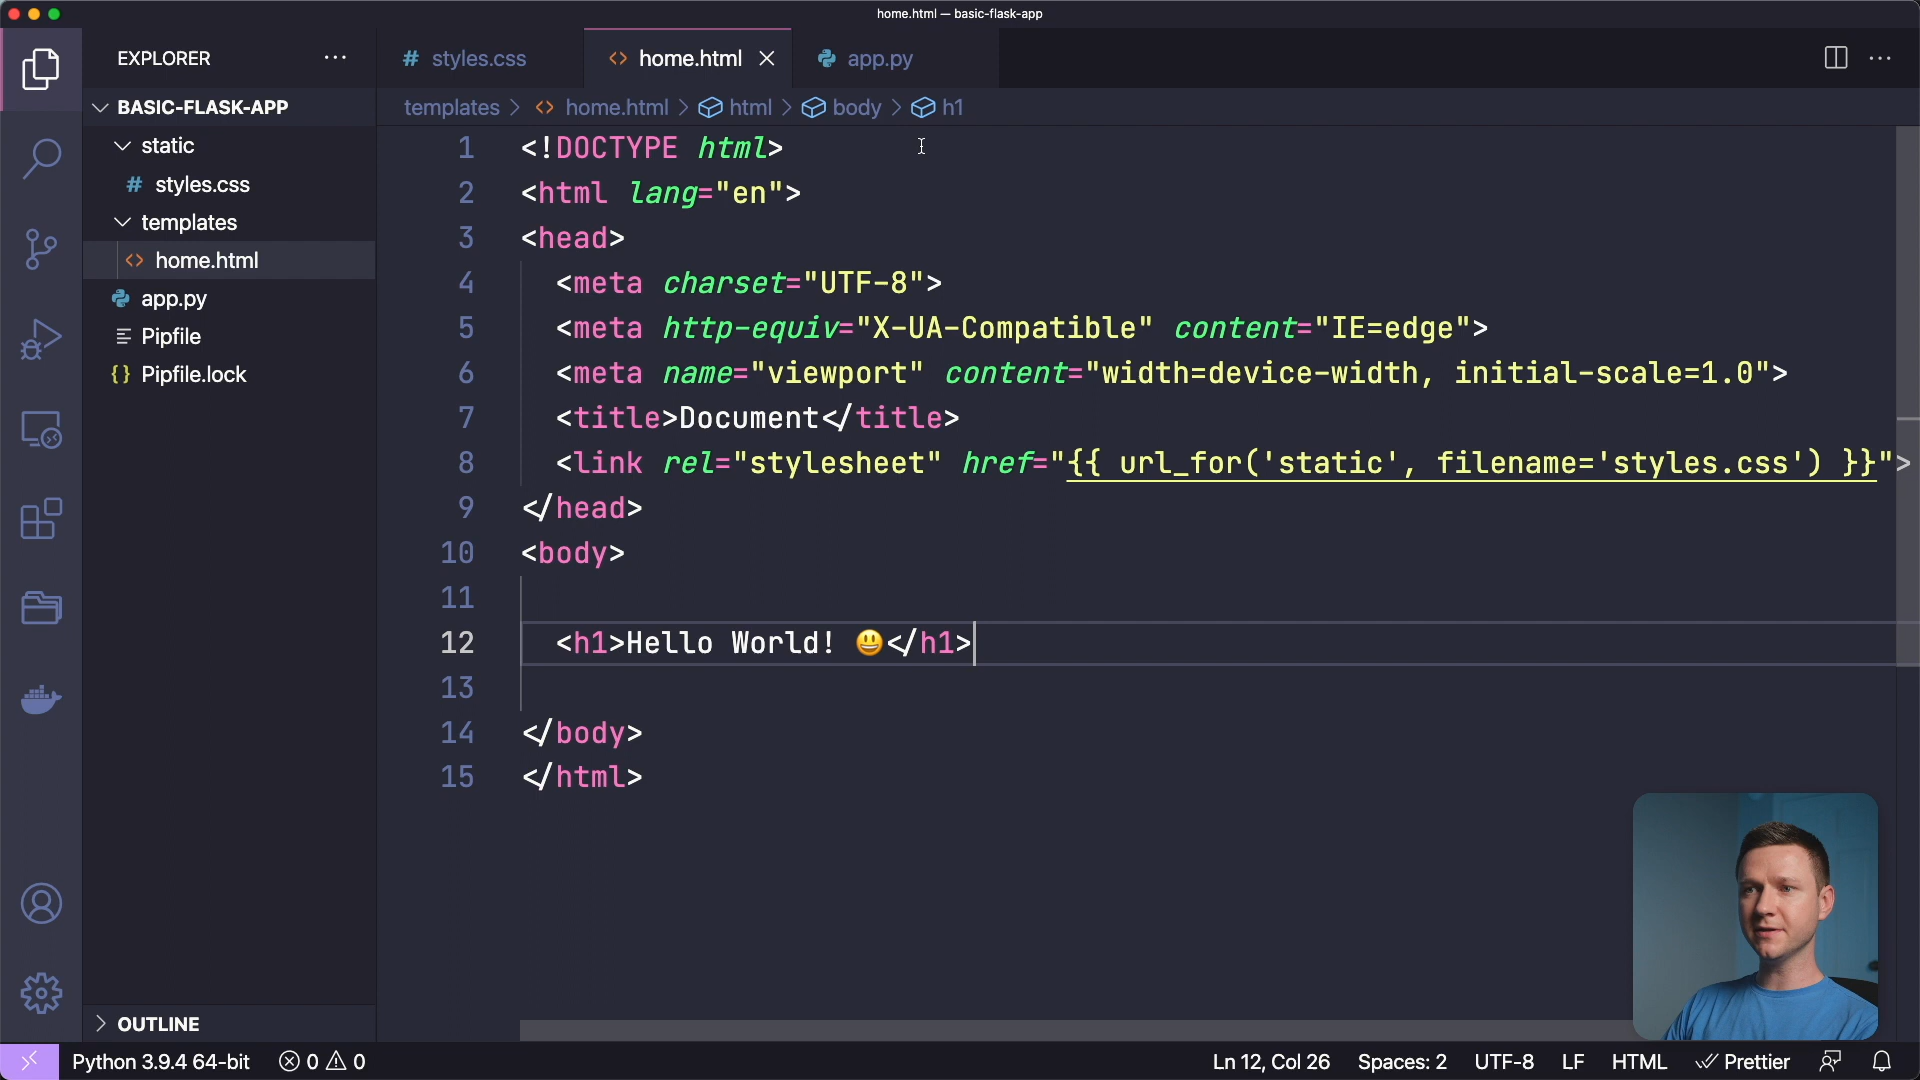 home.html — basic-flask-app
EXPLORER
BASIC-FLASK-APP
static
# styles.css
templates
<> home.html
app.py
Pipfile
{} Pipfile.lock
OUTLINE
# styles.css
<> home.html
app.py
templates > <> home.html > html > body > h1
1 <!DOCTYPE html>
2 <html lang="en">
3 <head>
4 <meta charset="UTF-8">
5 <meta http-equiv="X-UA-Compatible" content="IE=edge">
6 <meta name="viewport" content="width=device-width, initial-scale=1.0">
7 <title>Document</title>
8 <link rel="stylesheet" href="{{ url_for('static', filename='styles.css') }}">
9 </head>
10 <body>
11
12 <h1>Hello World! 😃</h1>
13
14 </body>
15 </html>
Python 3.9.4 64-bit 0 0 Ln 12, Col 26 Spaces: 2 UTF-8 LF HTML Prettier